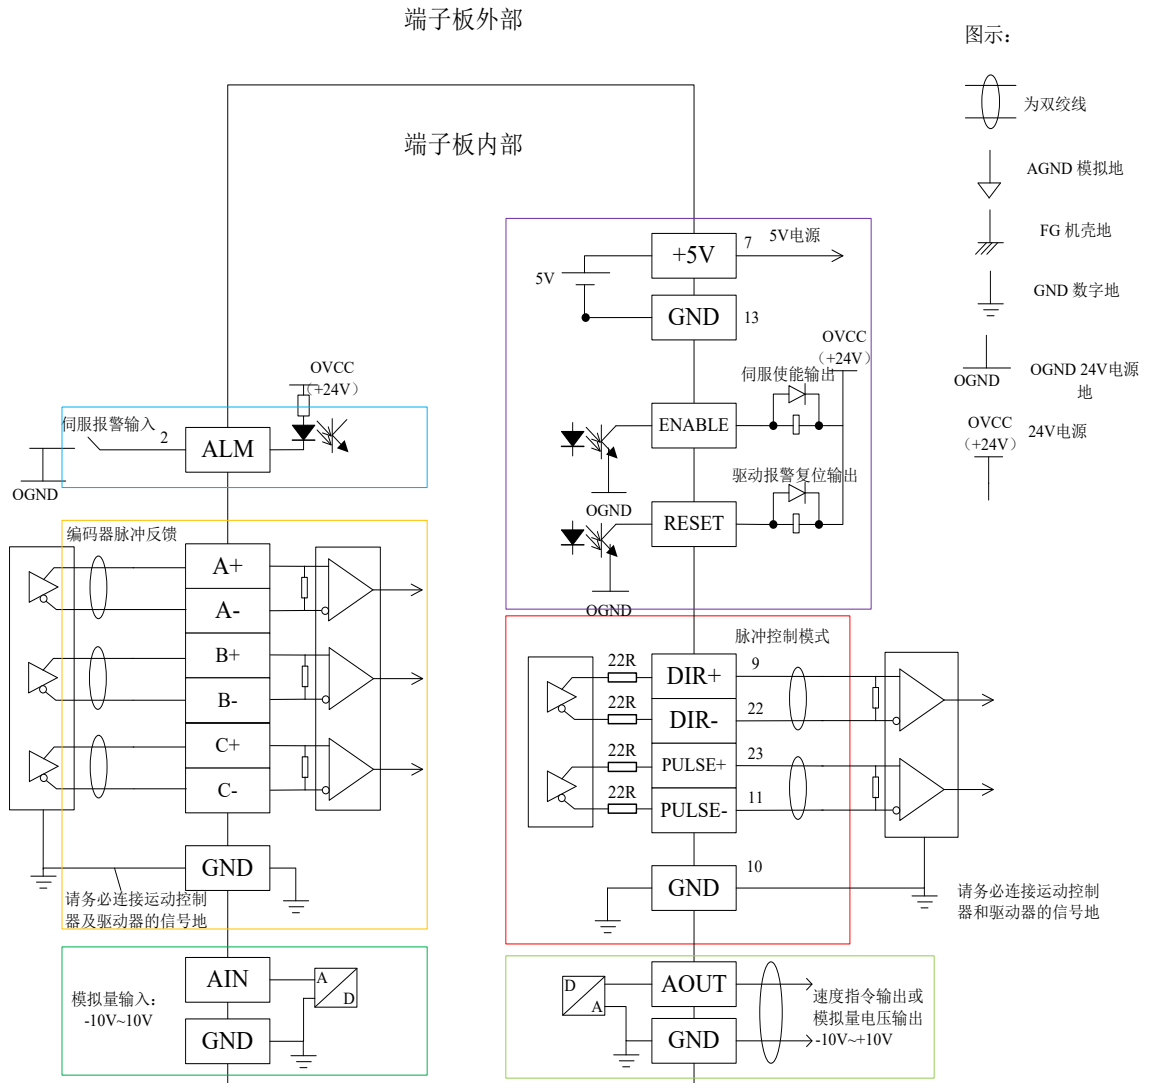 端子板外部
端子板内部
图示：
为双绞线
AGND 模拟地
FG 机壳地
GND 数字地
OGND
OGND 24V电源
地
OVCC
（+24V）
24V电源
OVCC
（+24V）
伺服报警输入
2
ALM
OGND
编码器脉冲反馈
A+
A-
B+
B-
C+
C-
GND
请务必连接运动控制
器及驱动器的信号地
模拟量输入：
-10V~10V
AIN
GND
A
D
+5V
7
5V电源
5V
GND
13
OVCC
（+24V）
伺服使能输出
ENABLE
OGND
驱动报警复位输出
RESET
OGND
脉冲控制模式
22R
DIR+
9
22R
DIR-
22
22R
PULSE+
23
22R
PULSE-
11
GND
10
请务必连接运动控制
器和驱动器的信号地
D
A
AOUT
GND
速度指令输出或
模拟量电压输出
-10V~+10V